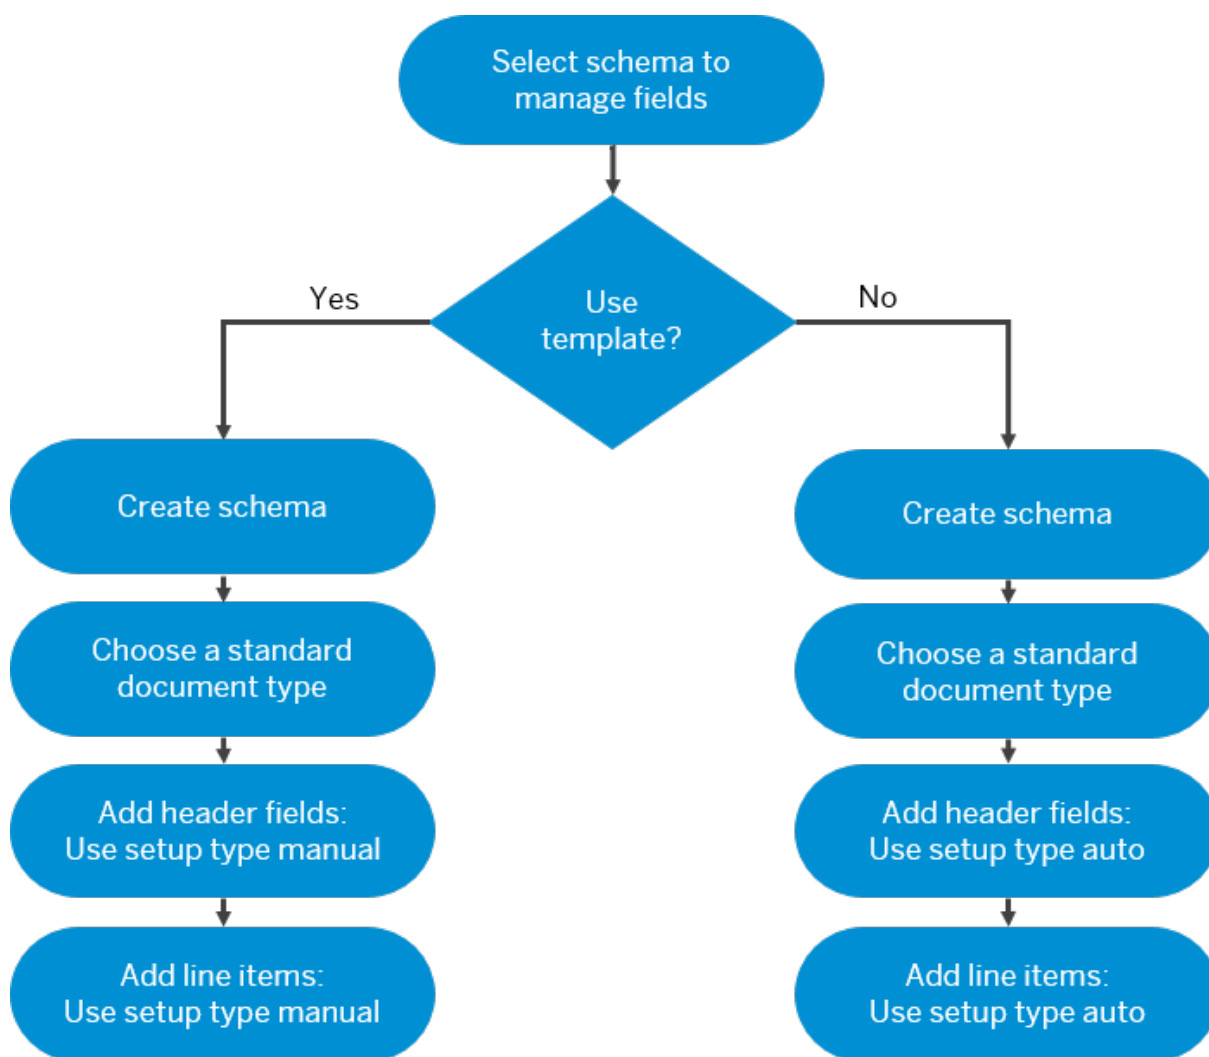 Select schema to
manage fields
Use
template?
Yes
No
Create schema
Choose a standard
document type
Add header fields:
Use setup type manual
Add line items:
Use setup type manual
Create schema
Choose a standard
document type
Add header fields:
Use setup type auto
Add line items:
Use setup type auto